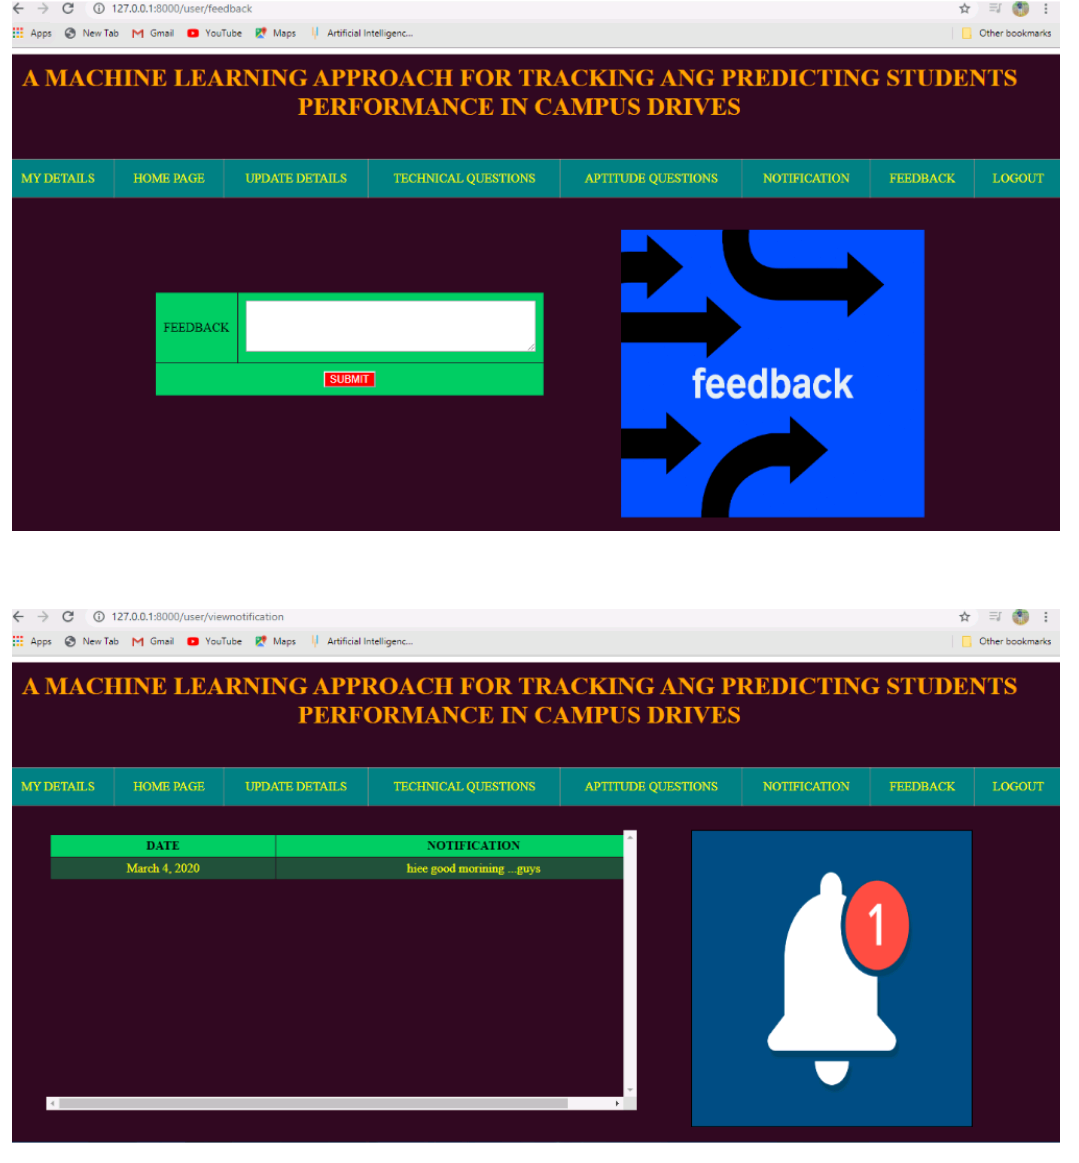 127.0.0.1:8000/user/feedback
Apps New Tab Gmail YouTube Maps Artificial Intelligenc... Other bookmarks
A MACHINE LEARNING APPROACH FOR TRACKING ANG PREDICTING STUDENTS
PERFORMANCE IN CAMPUS DRIVES
MY DETAILS HOME PAGE UPDATE DETAILS TECHNICAL QUESTIONS APTITUDE QUESTIONS NOTIFICATION FEEDBACK LOGOUT
FEEDBACK
SUBMIT
feedback
127.0.0.1:8000/user/viewnotification
Apps New Tab Gmail YouTube Maps Artificial Intelligenc... Other bookmarks
A MACHINE LEARNING APPROACH FOR TRACKING ANG PREDICTING STUDENTS
PERFORMANCE IN CAMPUS DRIVES
MY DETAILS HOME PAGE UPDATE DETAILS TECHNICAL QUESTIONS APTITUDE QUESTIONS NOTIFICATION FEEDBACK LOGOUT
DATE NOTIFICATION
March 4, 2020 hiee good morining ...guys
1